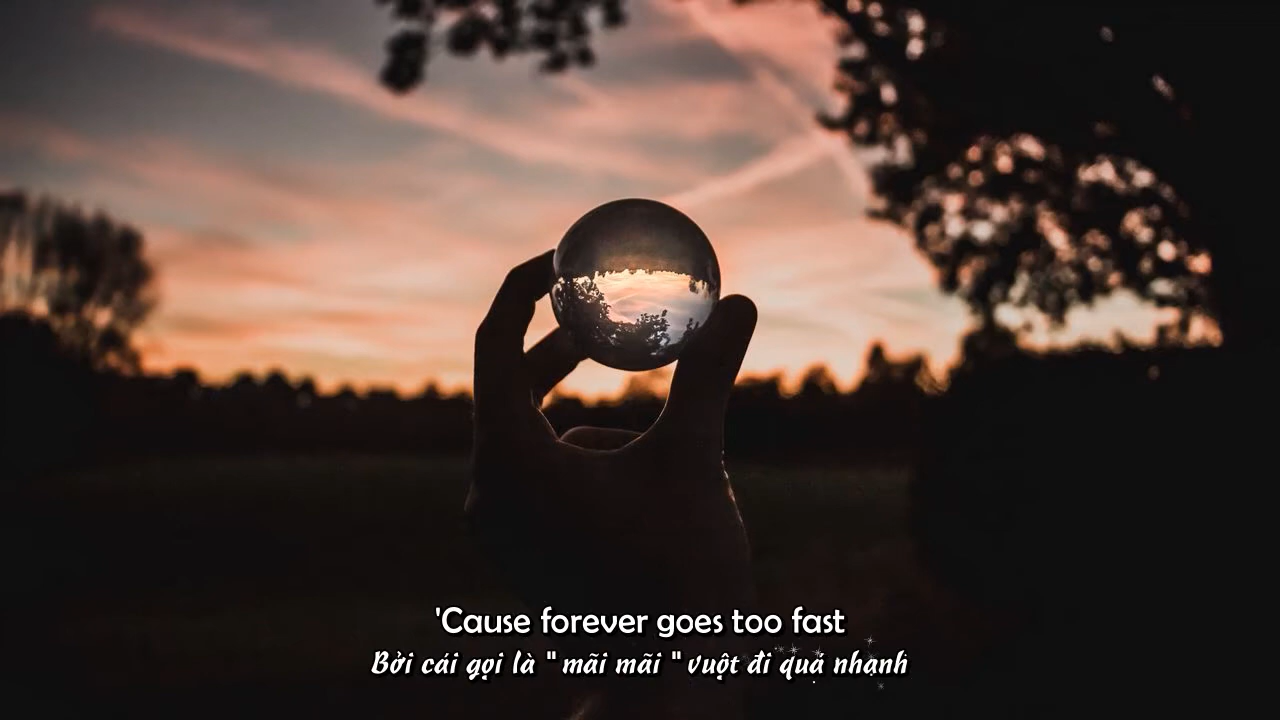 'Cause forever goes too fast
Bởi cái gọi là " mãi mãi " vuột đi quá nhanh